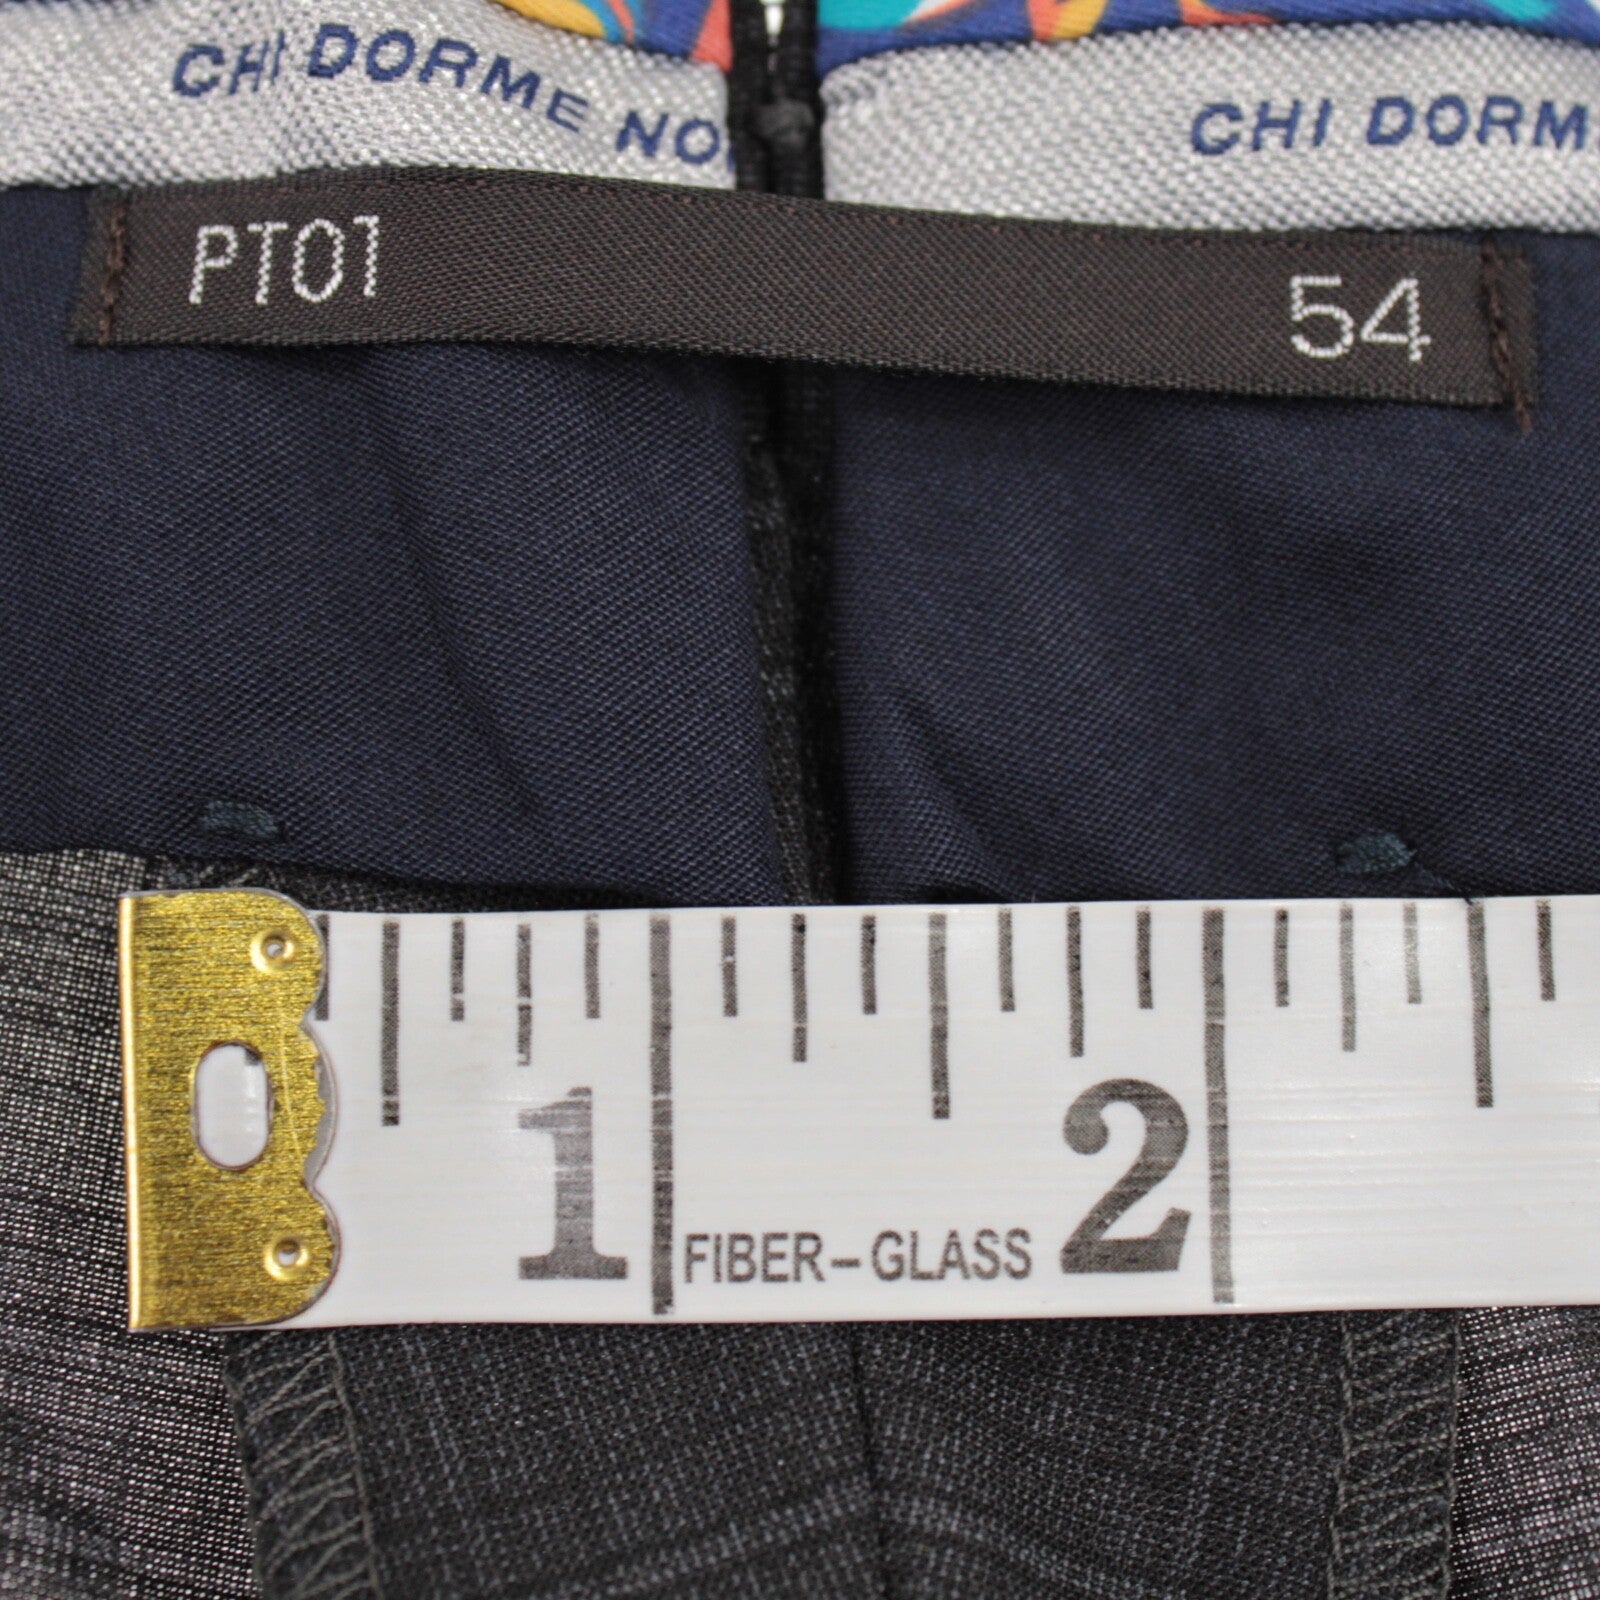 CHI DORME NO
CHI DORM
PT01 54
1 2
FIBER-GLASS